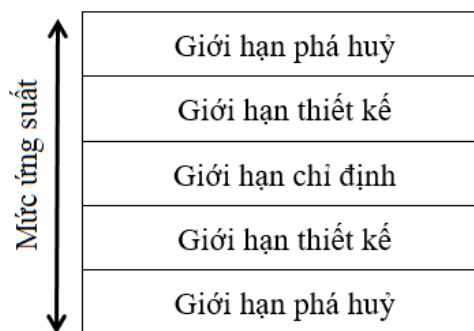 Mức ứng suất
Giới hạn phá huỷ
Giới hạn thiết kế
Giới hạn chỉ định
Giới hạn thiết kế
Giới hạn phá huỷ